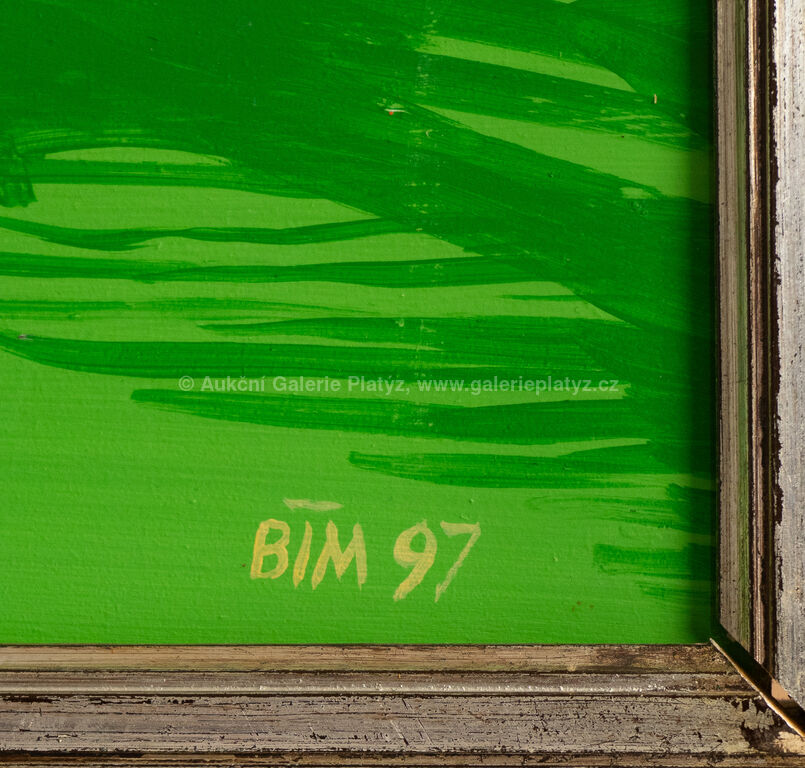 © Aukční Galerie Platýz, www.galerieplatyz.cz
BIM 97